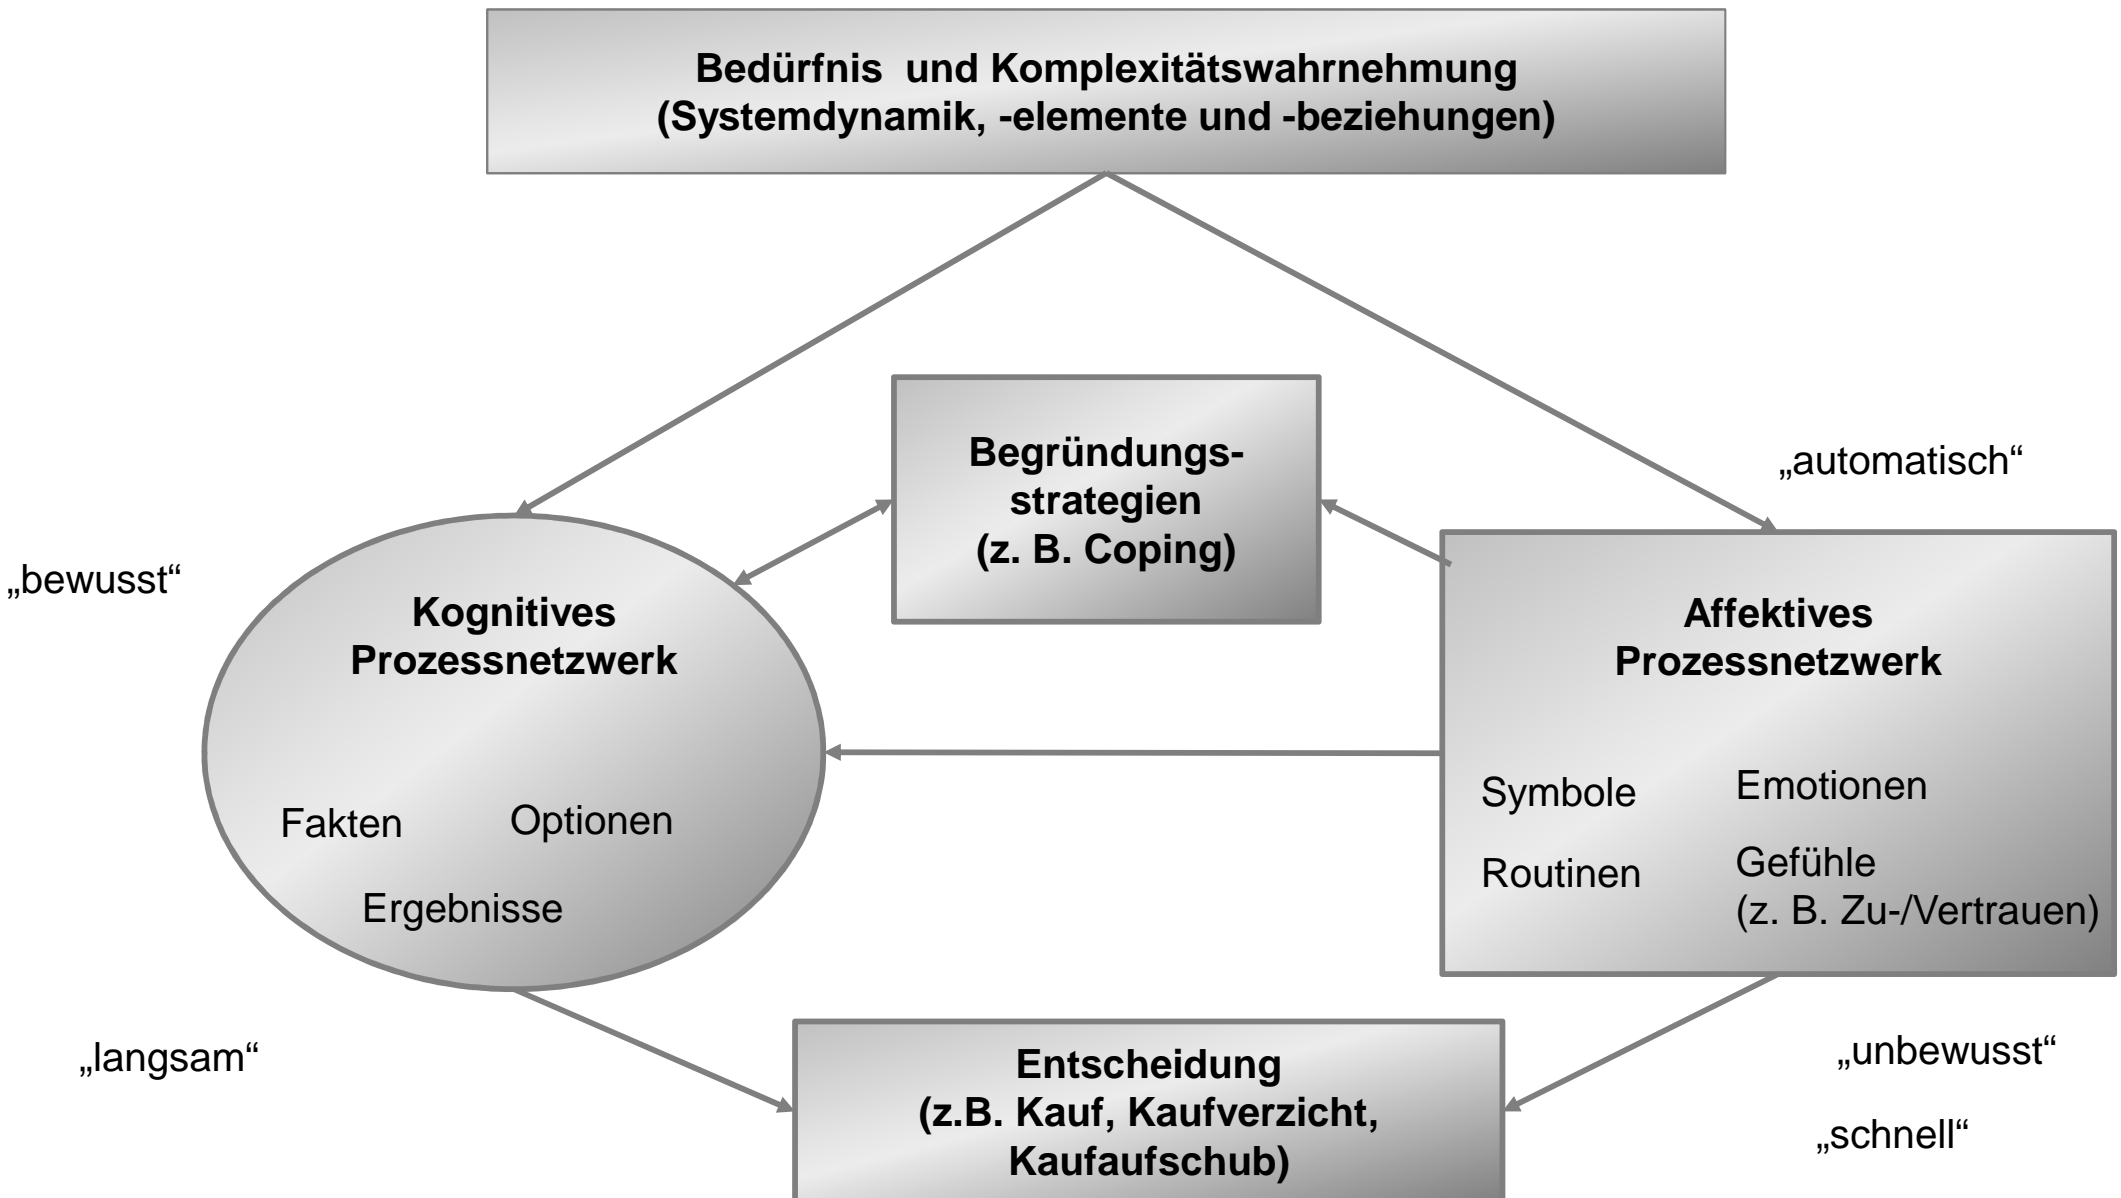 Bedürfnis und Komplexitätswahrnehmung
(Systemdynamik, -elemente und -beziehungen)
Begründungs-
strategien
(z. B. Coping)
„automatisch“
„bewusst“
Kognitives
Prozessnetzwerk
Fakten
Optionen
Ergebnisse
Affektives
Prozessnetzwerk
Symbole
Emotionen
Routinen
Gefühle
(z. B. Zu-/Vertrauen)
„langsam“
Entscheidung
(z.B. Kauf, Kaufverzicht,
Kaufaufschub)
„unbewusst“
„schnell“